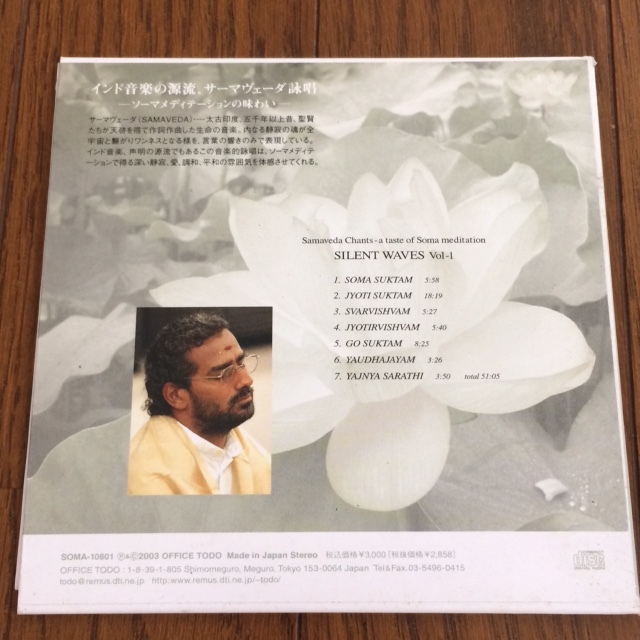 インド音楽の源流、サーマヴェーダ詠唱
―ソーマメディテーションの味わい―
サーマヴェーダ(SAMAVEDA)──太古印度、五千年以上昔、聖賢
たちが天啓を得て作詞作曲した生命の音楽。内なる静寂の魂が全
宇宙と繋がりワンネスとなる様を、言葉の響きのみで表現している。
インド音楽、声明の源流でもあるこの音楽的詠唱は、ソーマメディテ
ーションで得る深い静寂、愛、調和、平和の雰囲気を体感させてくれる。
Samaveda Chants - a taste of Soma meditation
SILENT WAVES Vol-1
1. SOMA SUKTAM 5:58
2. JYOTI SUKTAM 18:19
3. SVARVISHVAM 5:27
4. JYOTIRVISHVAM 5:40
5. GO SUKTAM 8:25
6. YAUDHAJAYAM 3:26
7. YAJNYA SARATHI 3:50 total 51:05
SOMA-10801 Ⓟ&Ⓒ2003 OFFICE TODO Made in Japan Stereo 税込価格¥3,000 [税抜価格¥2,858]
OFFICE TODO : 1-8-39-1-805 Shimomeguro, Meguro, Tokyo 153-0064 Japan Tel&Fax.03-5496-0415
todo@remus.dti.ne.jp http:www.remus.dti.ne.jp/~todo/